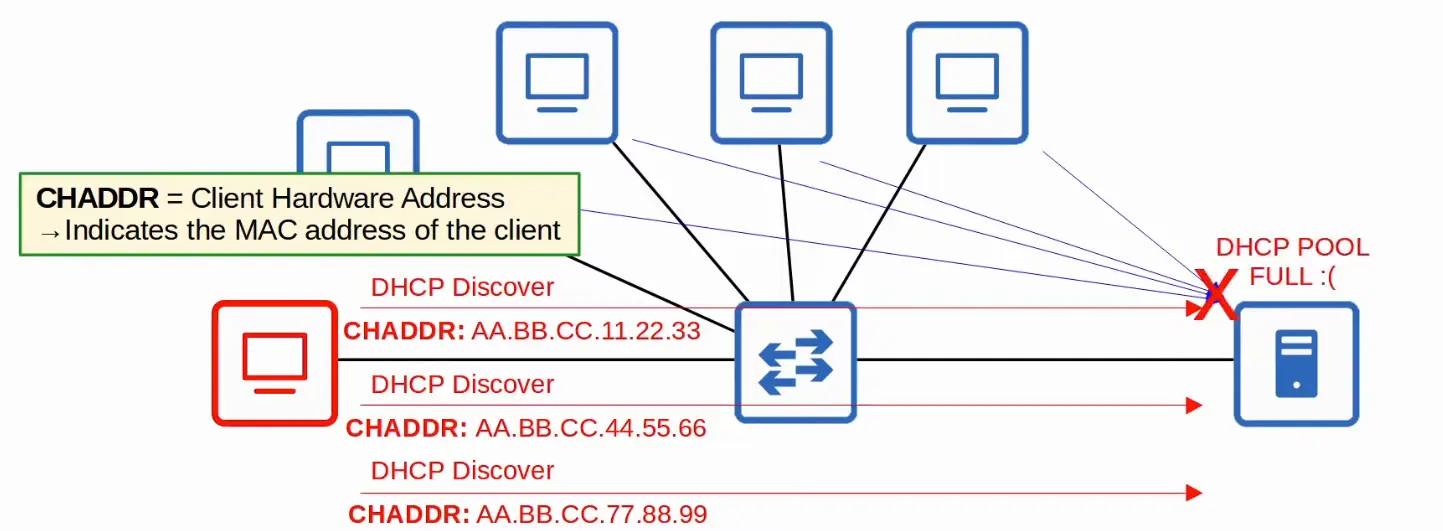 CHADDR = Client Hardware Address
→Indicates the MAC address of the client
DHCP POOL
FULL :(
X
DHCP Discover
CHADDR: AA.BB.CC.11.22.33
DHCP Discover
CHADDR: AA.BB.CC.44.55.66
DHCP Discover
CHADDR: AA.BB.CC.77.88.99